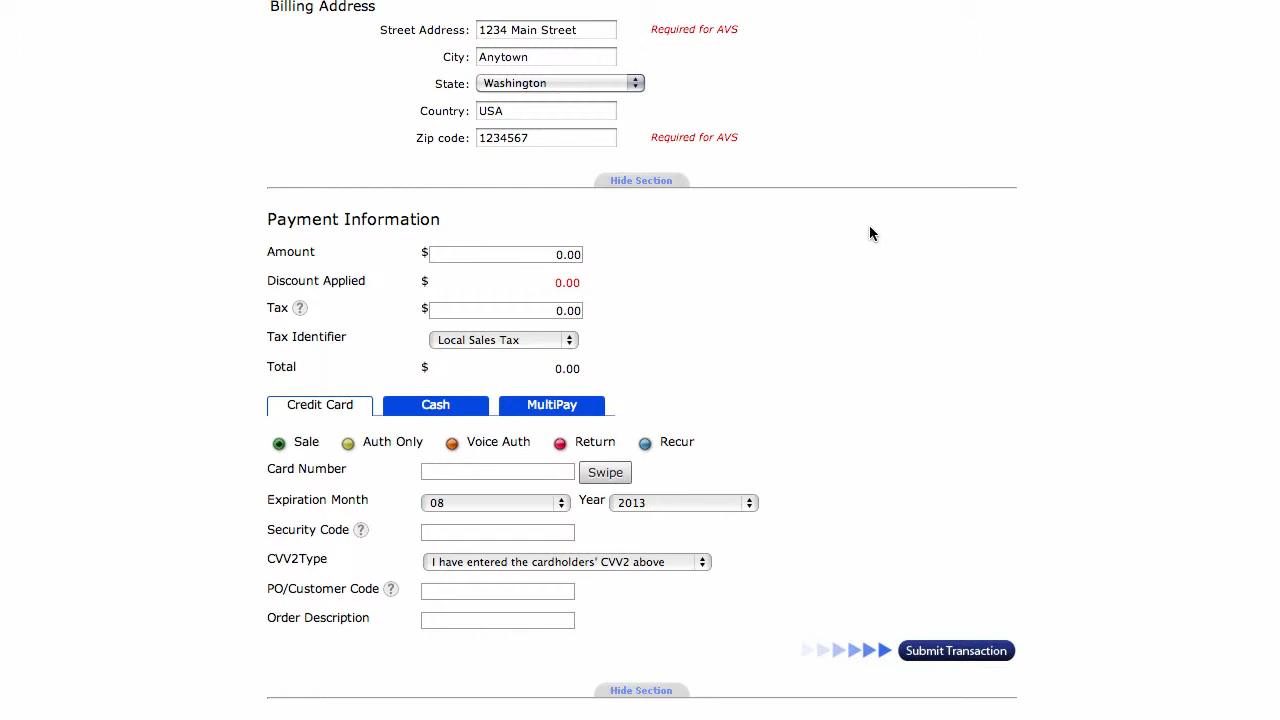 Billing Address
Street Address: 1234 Main Street Required for AVS
City: Anytown
State: Washington
Country: USA
Zip code: 1234567 Required for AVS
Hide Section
Payment Information
Amount $ 0.00
Discount Applied $ 0.00
Tax ? $ 0.00
Tax Identifier Local Sales Tax
Total $ 0.00
Credit Card Cash MultiPay
Sale Auth Only Voice Auth Return Recur
Card Number Swipe
Expiration Month 08 Year 2013
Security Code ?
CVV2Type I have entered the cardholders' CVV2 above
PO/Customer Code ?
Order Description
Submit Transaction
Hide Section